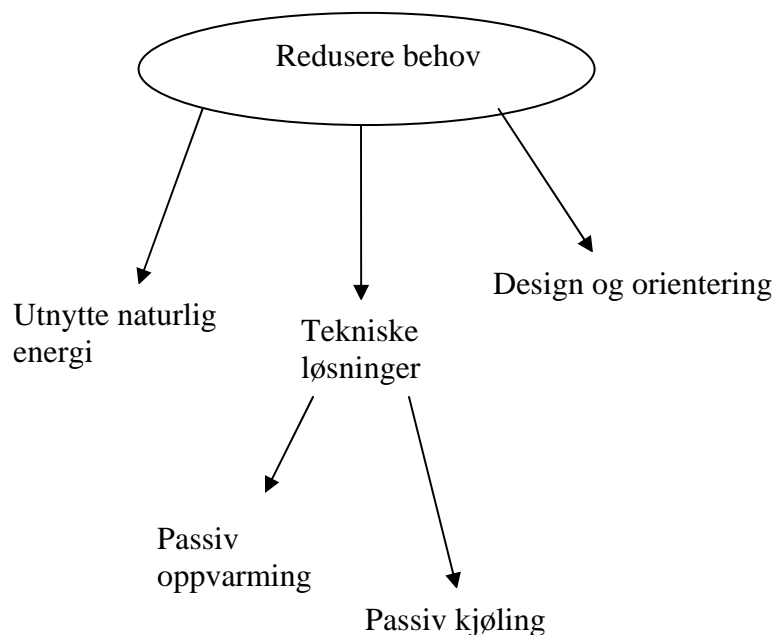 Redusere behov
Design og orientering
Utnytte naturlig
energi
Tekniske
løsninger
Passiv
oppvarming
Passiv kjøling